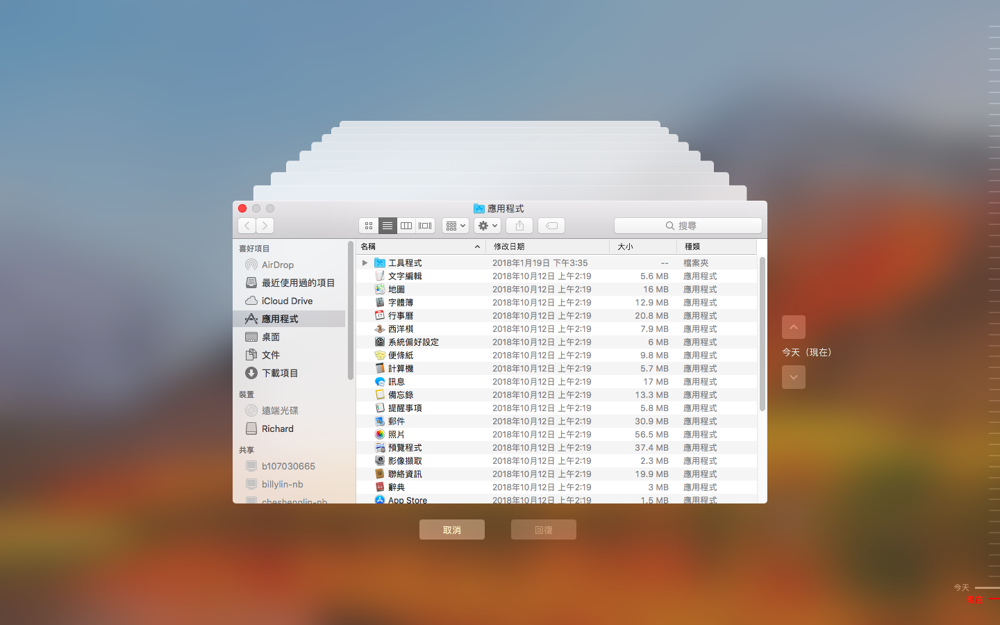 應用程式
搜尋
喜好項目
AirDrop
最近使用過的項目
iCloud Drive
應用程式
桌面
文件
下載項目
裝置
遠端光碟
Richard
共享
b107030665
billylin-nb
cheshenglin-nb
名稱 修改日期 大小 種類
工具程式 2018年1月19日 下午3:35 -- 檔案夾
文字編輯 2018年10月12日 上午2:19 5.6 MB 應用程式
地圖 2018年10月12日 上午2:19 16 MB 應用程式
字體簿 2018年10月12日 上午2:19 12.9 MB 應用程式
行事曆 2018年10月12日 上午2:19 20.8 MB 應用程式
西洋棋 2018年10月12日 上午2:19 7.9 MB 應用程式
系統偏好設定 2018年10月12日 上午2:19 6 MB 應用程式
便條紙 2018年10月12日 上午2:19 9.8 MB 應用程式
計算機 2018年10月12日 上午2:19 5.7 MB 應用程式
訊息 2018年10月12日 上午2:19 17 MB 應用程式
備忘錄 2018年10月12日 上午2:19 13.3 MB 應用程式
提醒事項 2018年10月12日 上午2:19 5.8 MB 應用程式
郵件 2018年10月12日 上午2:19 30.9 MB 應用程式
照片 2018年10月12日 上午2:19 56.5 MB 應用程式
預覽程式 2018年10月12日 上午2:19 37.4 MB 應用程式
影像擷取 2018年10月12日 上午2:19 2.3 MB 應用程式
聯絡資訊 2018年10月12日 上午2:19 19.9 MB 應用程式
辭典 2018年10月12日 上午2:19 3 MB 應用程式
App Store 2018年10月12日 上午2:19 1.5 MB 應用程式
今天（現在）
取消 回復
今天
現在